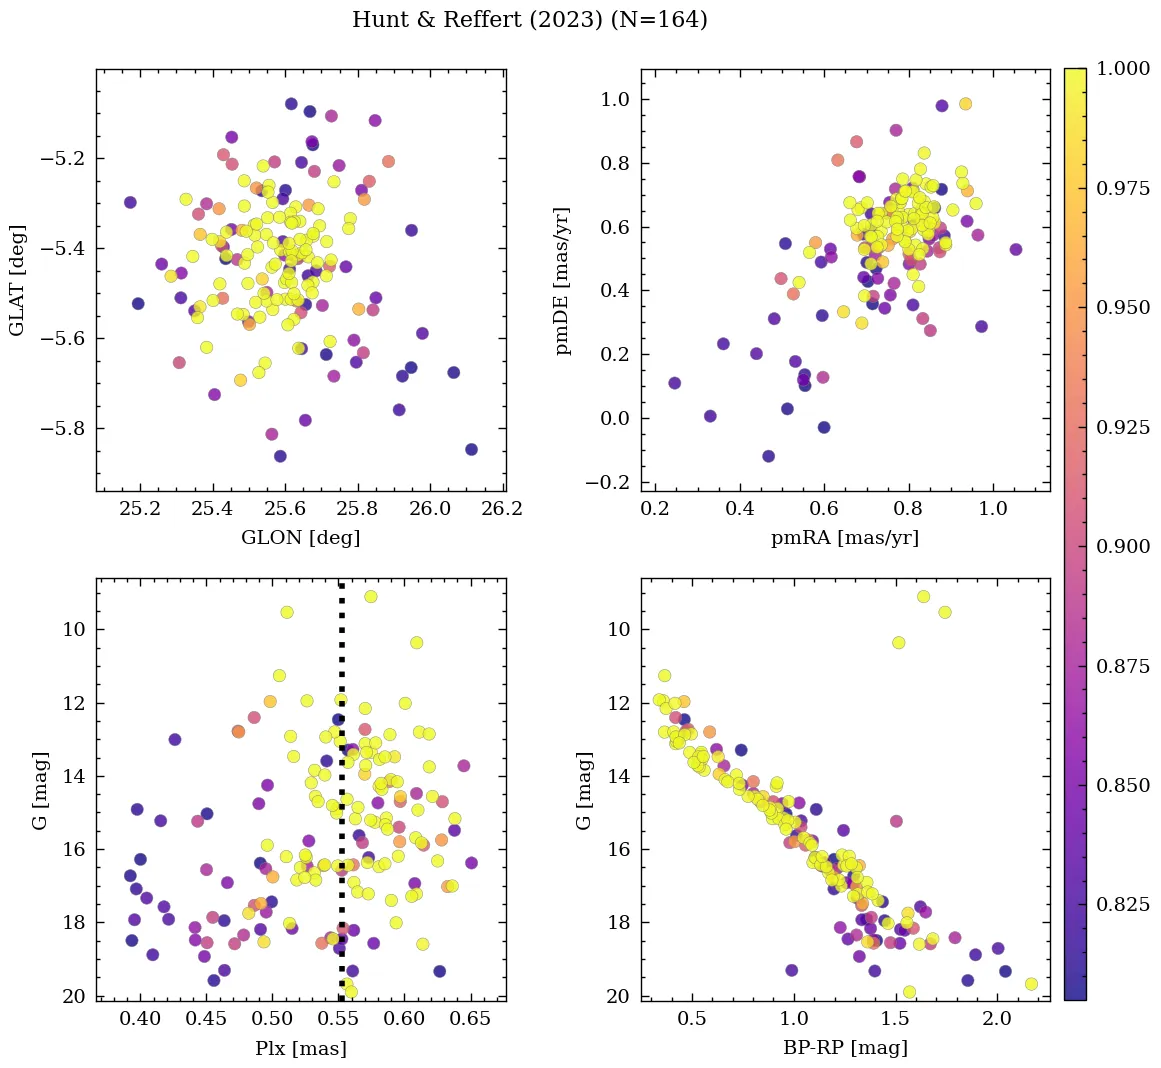 Hunt & Reffert (2023) (N=164)
GLAT [deg]
−5.2
−5.4
−5.6
−5.8
25.2 25.4 25.6 25.8 26.0 26.2
GLON [deg]
pmDE [mas/yr]
1.0
0.8
0.6
0.4
0.2
0.0
−0.2
0.2 0.4 0.6 0.8 1.0
pmRA [mas/yr]
G [mag]
10
12
14
16
18
20
0.40 0.45 0.50 0.55 0.60 0.65
Plx [mas]
G [mag]
10
12
14
16
18
20
0.5 1.0 1.5 2.0
BP-RP [mag]
1.000
0.975
0.950
0.925
0.900
0.875
0.850
0.825